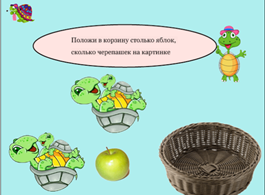 Положи в корзину столько яблок,
сколько черепашек на картинке